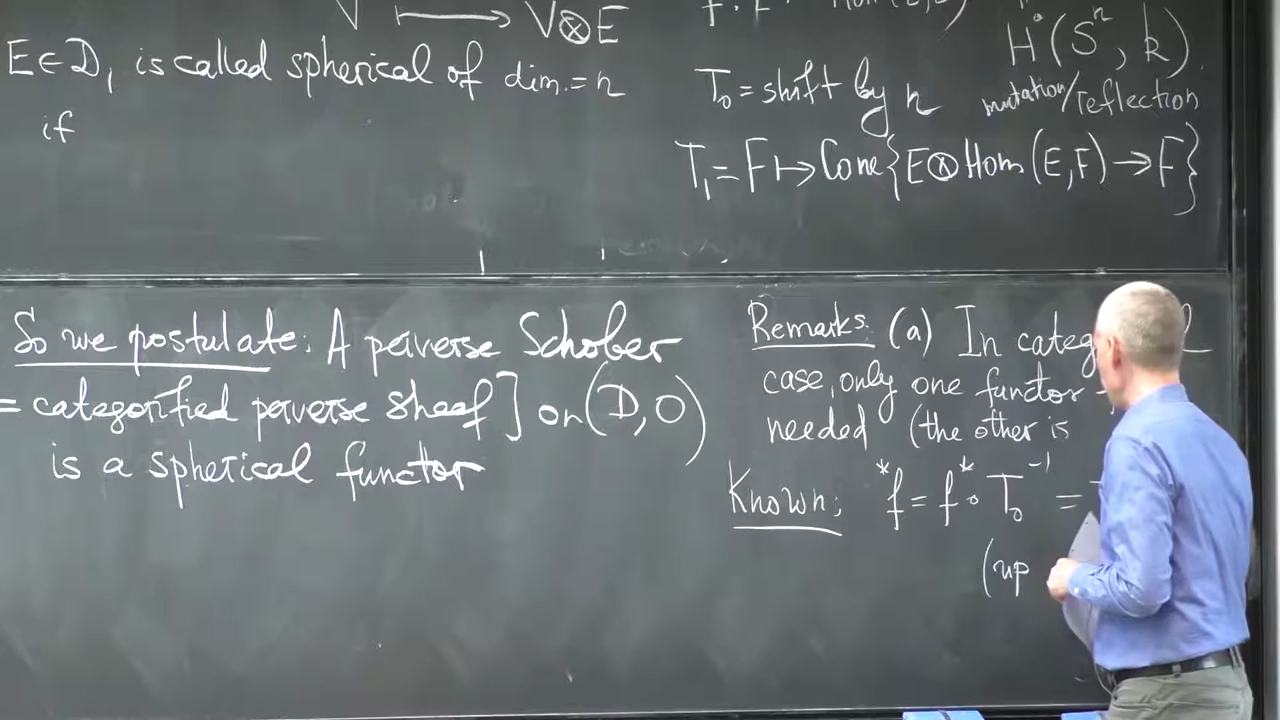 V ⟼ V⊗E
E∈D, is called spherical of dim.=n
if
H•(Sⁿ, k).
T₀=shift by n
mutation/reflection
T₁=F↦Cone{E⊗Hom(E,F)→F}
So we postulate: A perverse Schober
= categorified perverse sheaf] on (D,O)
is a spherical functor
Remarks: (a) In categ
case, only one functor
needed (the other is
Known: *f = f*∘T₀⁻¹ =
(up